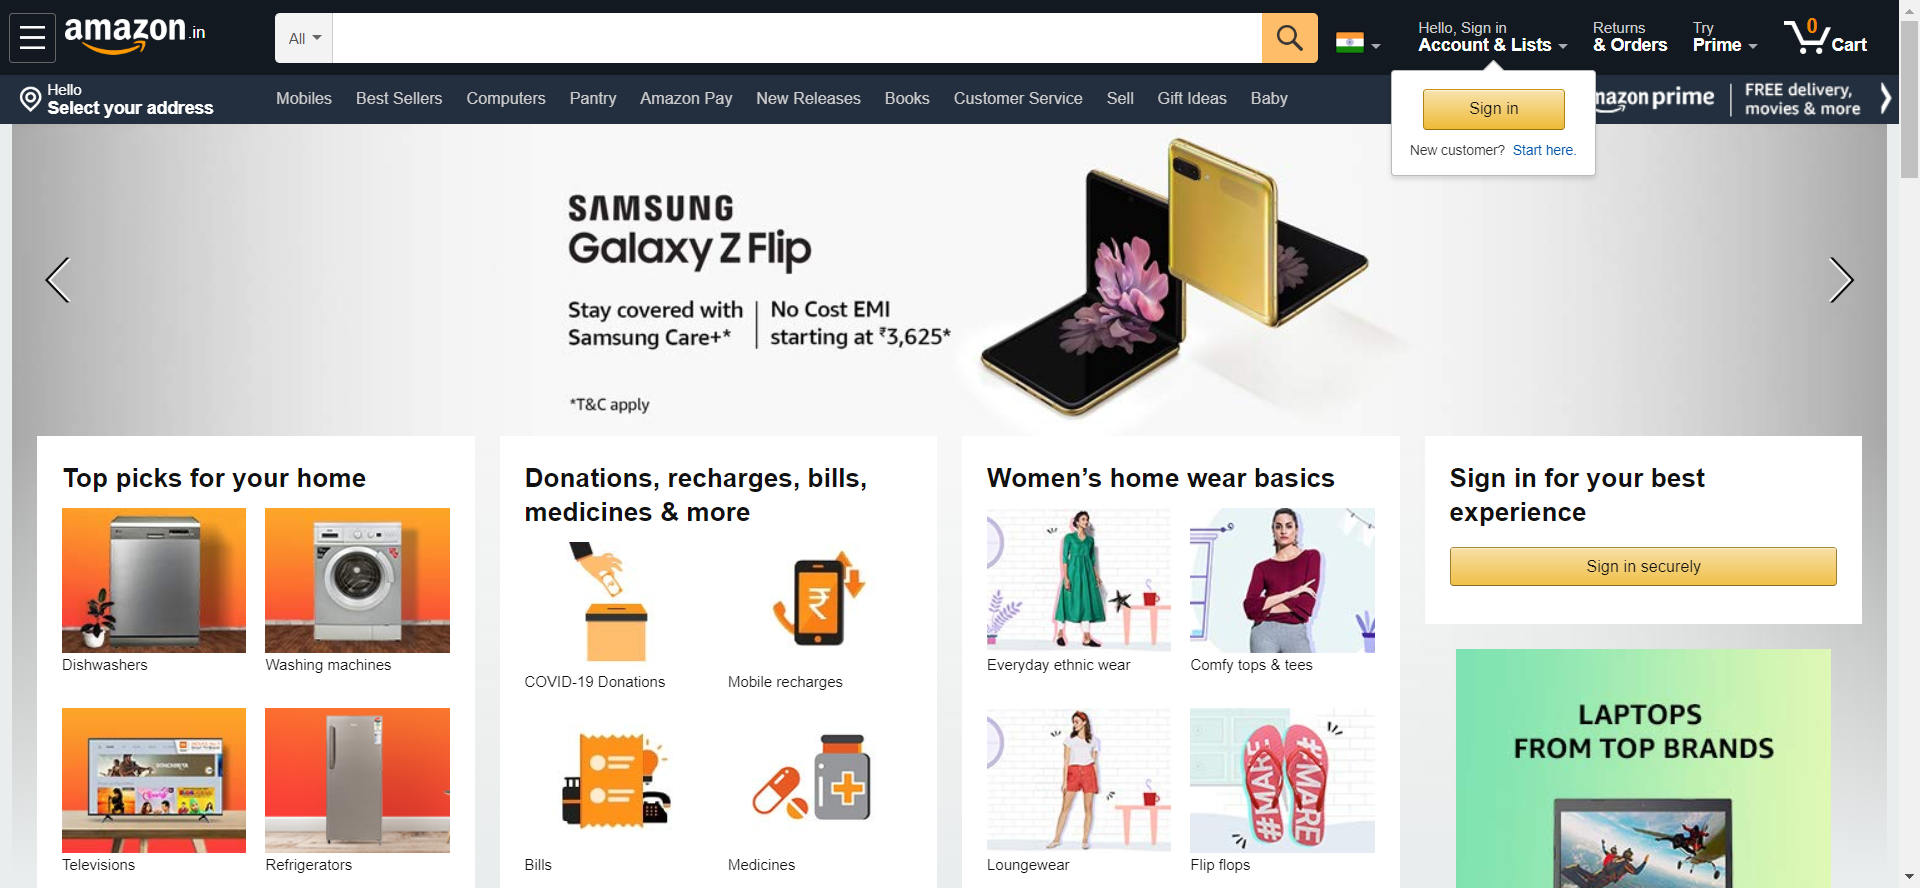 amazon.in
All
Hello, Sign in
Account & Lists
Returns
& Orders
Try
Prime
0
Cart
Hello
Select your address
Mobiles
Best Sellers
Computers
Pantry
Amazon Pay
New Releases
Books
Customer Service
Sell
Gift Ideas
Baby
mazon prime
FREE delivery,
movies & more
Sign in
New customer? Start here.
SAMSUNG
Galaxy Z Flip
Stay covered with
Samsung Care+*
No Cost EMI
starting at ₹3,625*
*T&C apply
Top picks for your home
Dishwashers
Washing machines
Televisions
Refrigerators
Donations, recharges, bills,
medicines & more
COVID-19 Donations
₹
Mobile recharges
Bills
Medicines
Women’s home wear basics
Everyday ethnic wear
Comfy tops & tees
Loungewear
#MARE
#MARE
Flip flops
Sign in for your best
experience
Sign in securely
LAPTOPS
FROM TOP BRANDS